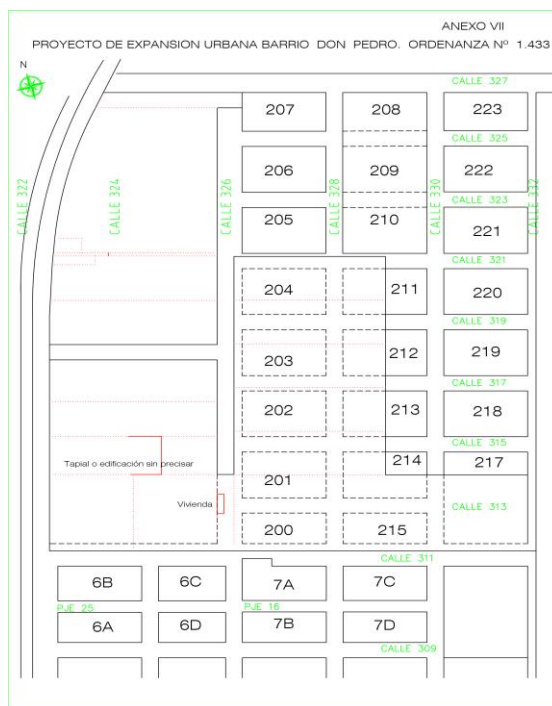 ANEXO VII
PROYECTO DE EXPANSION URBANA BARRIO DON PEDRO. ORDENANZA Nº 1.433
N
CALLE 327
207 208 223
CALLE 325
206 209 222
CALLE 322 CALLE 324 CALLE 326 CALLE 328 CALLE 330 CALLE 332
CALLE 323
205 210 221
CALLE 321
204 211 220
CALLE 319
203 212 219
CALLE 317
202 213 218
CALLE 315
Tapial o edificación sin precisar
214 217
201
Vivienda
CALLE 313
200 215
CALLE 311
6B 6C 7A 7C
PJE 25 PJE 16
6A 6D 7B 7D
CALLE 309